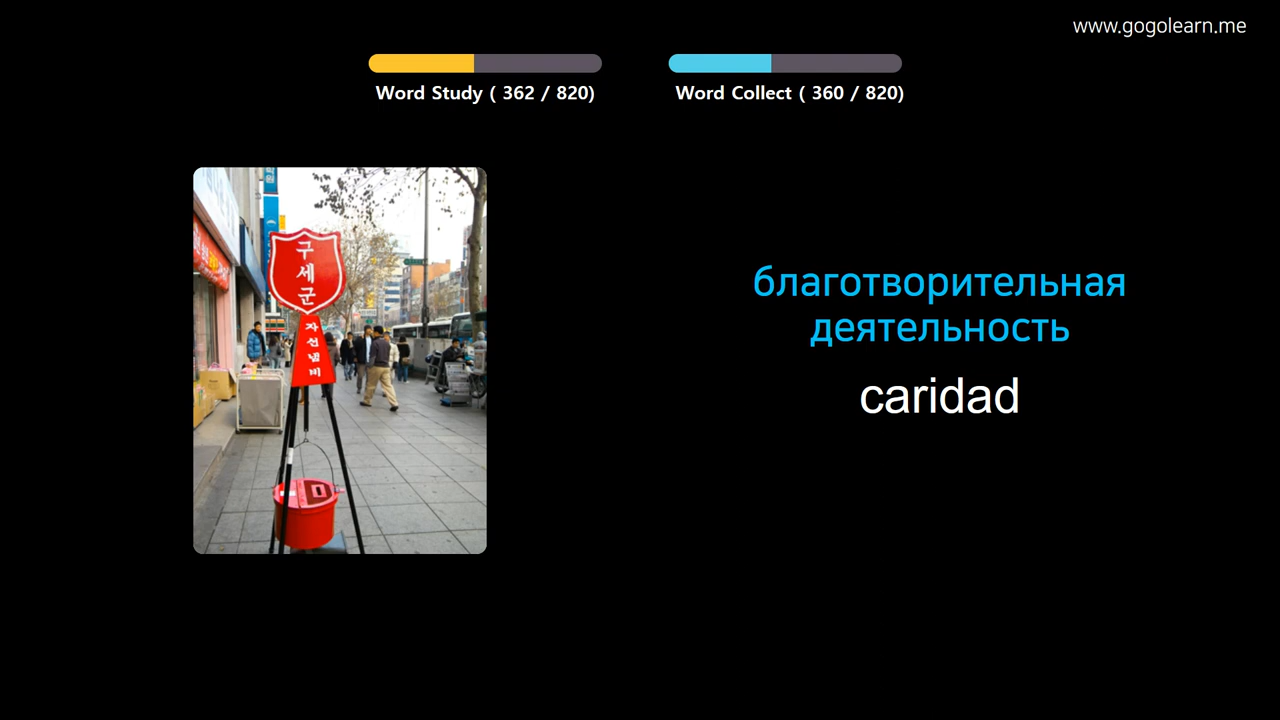 www.gogolearn.me
Word Study ( 362 / 820)
Word Collect ( 360 / 820)
구
세
군
자
선
냄
비
благотворительная
деятельность
caridad